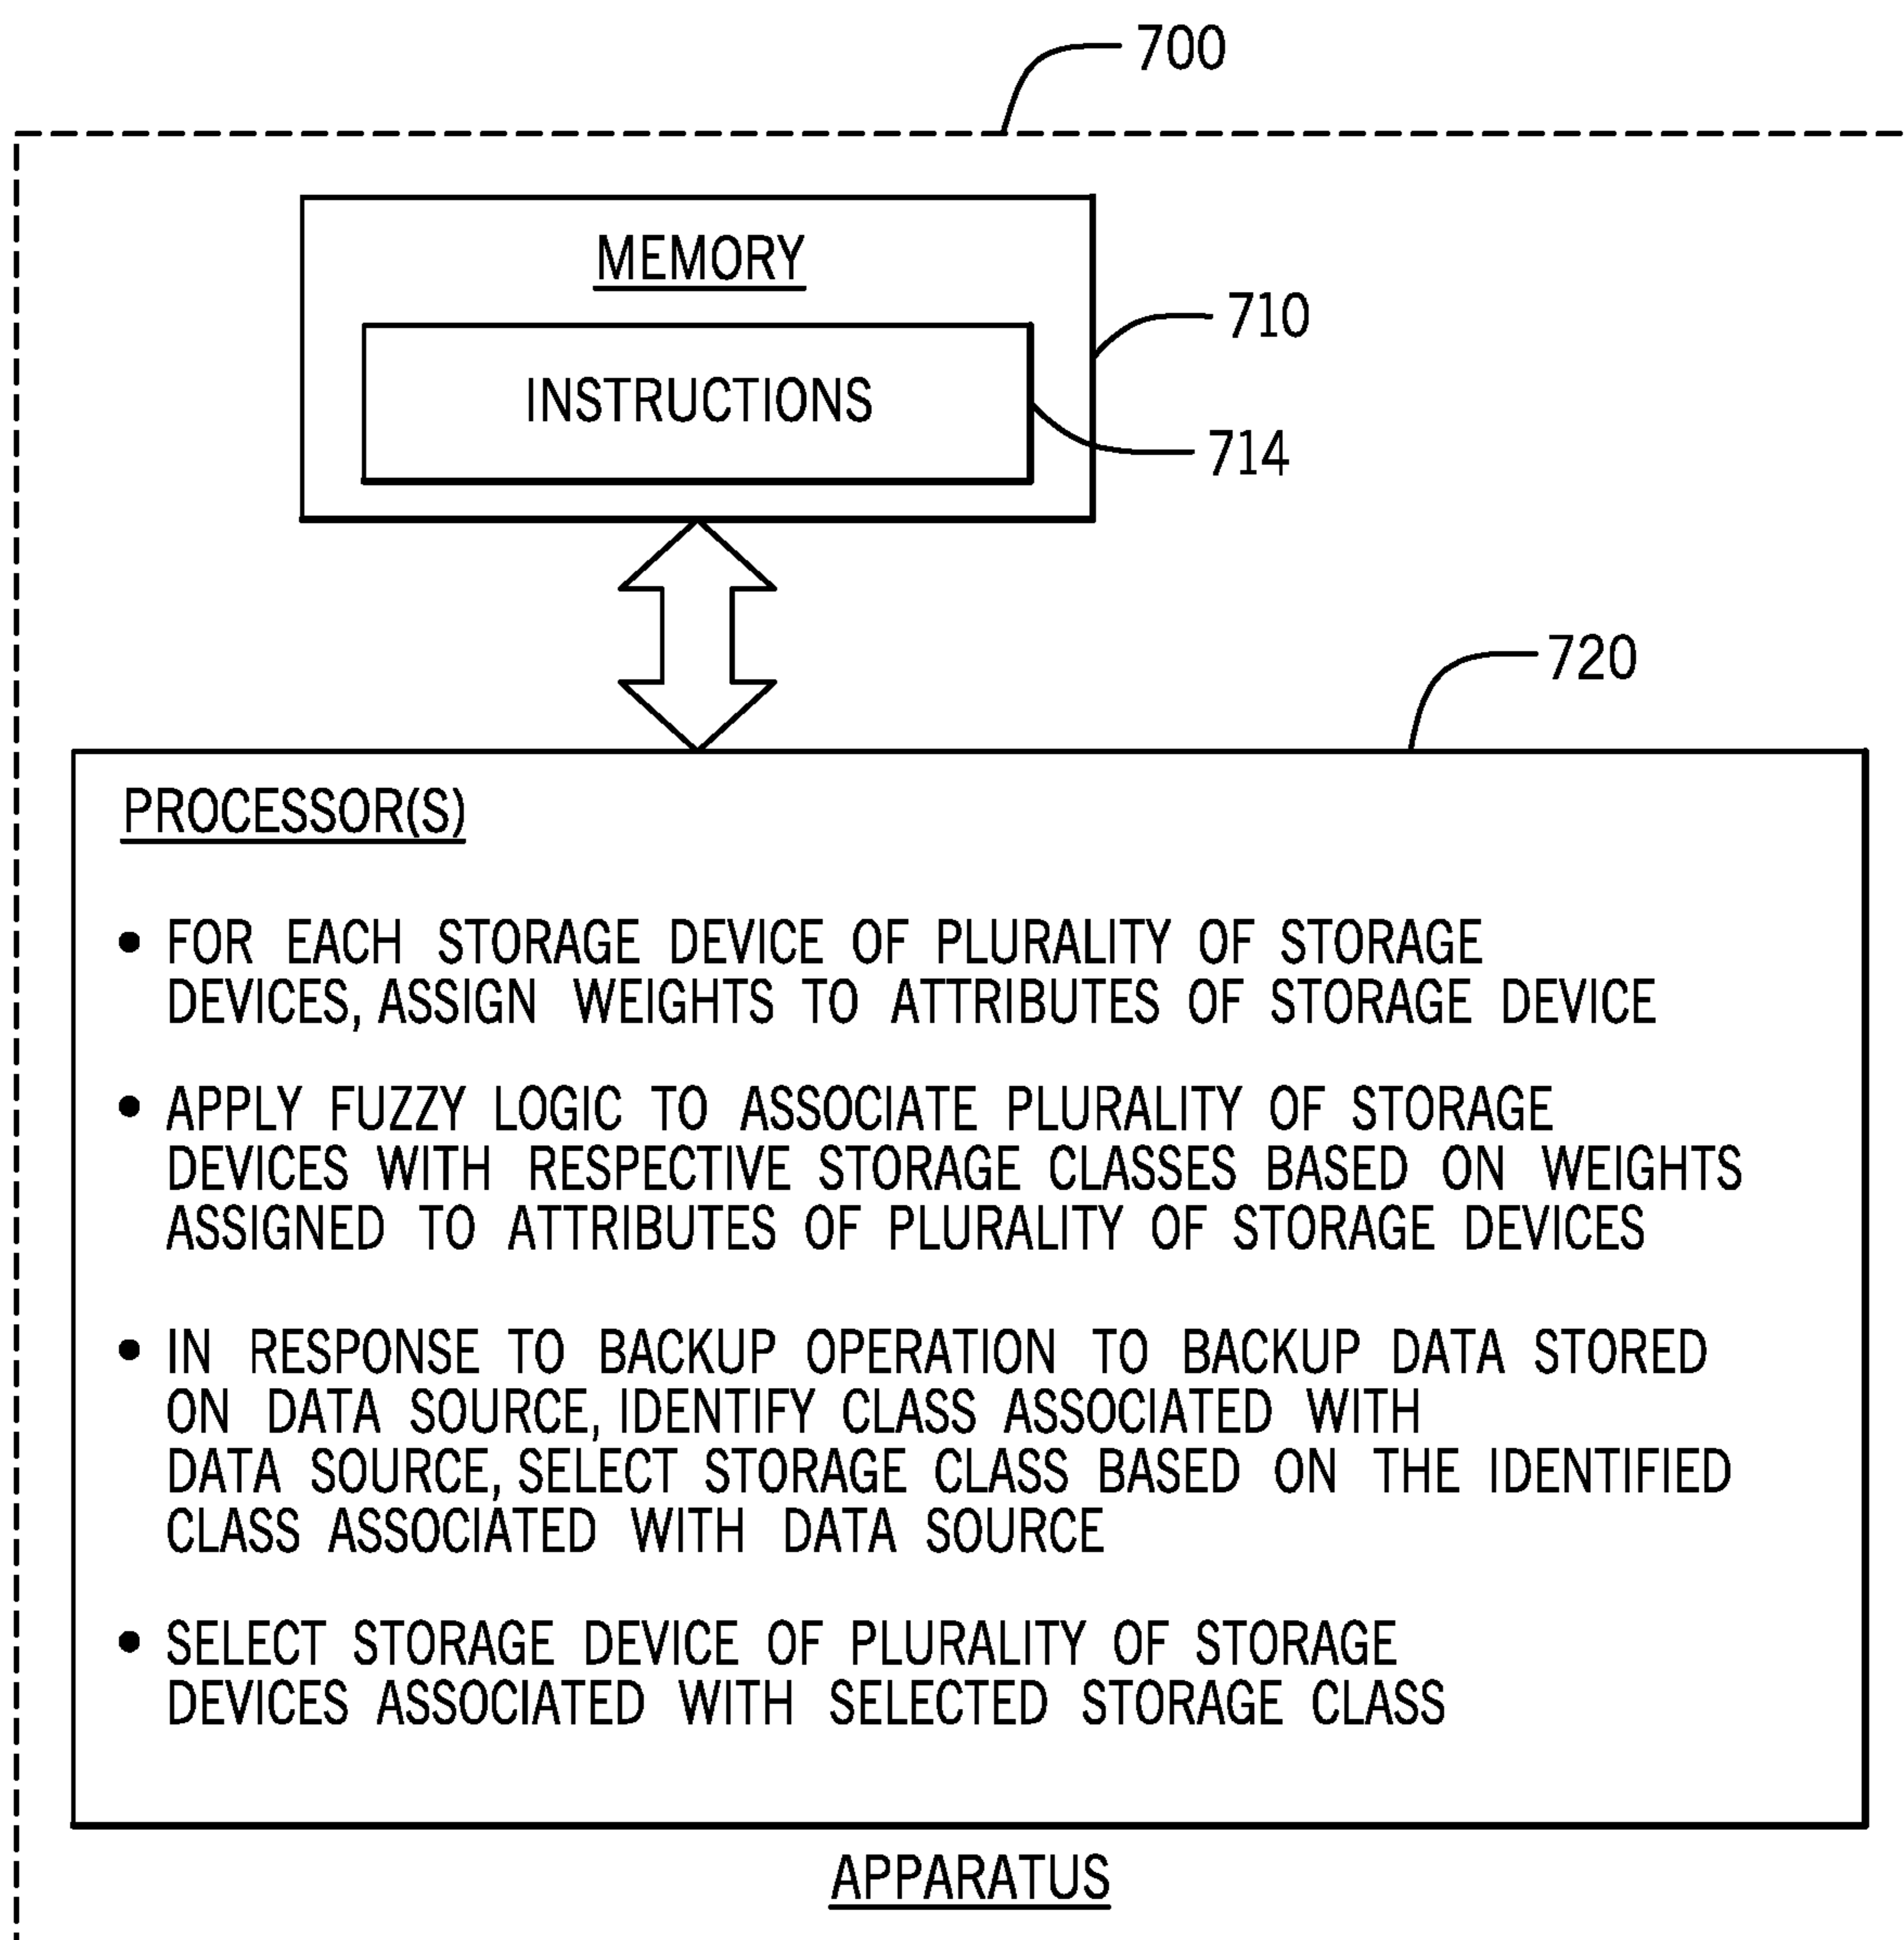 700
MEMORY
710
INSTRUCTIONS
714
720
PROCESSOR(S)
• FOR EACH STORAGE DEVICE OF PLURALITY OF STORAGE
DEVICES, ASSIGN WEIGHTS TO ATTRIBUTES OF STORAGE DEVICE
• APPLY FUZZY LOGIC TO ASSOCIATE PLURALITY OF STORAGE
DEVICES WITH RESPECTIVE STORAGE CLASSES BASED ON WEIGHTS
ASSIGNED TO ATTRIBUTES OF PLURALITY OF STORAGE DEVICES
• IN RESPONSE TO BACKUP OPERATION TO BACKUP DATA STORED
ON DATA SOURCE, IDENTIFY CLASS ASSOCIATED WITH
DATA SOURCE, SELECT STORAGE CLASS BASED ON THE IDENTIFIED
CLASS ASSOCIATED WITH DATA SOURCE
• SELECT STORAGE DEVICE OF PLURALITY OF STORAGE
DEVICES ASSOCIATED WITH SELECTED STORAGE CLASS
APPARATUS